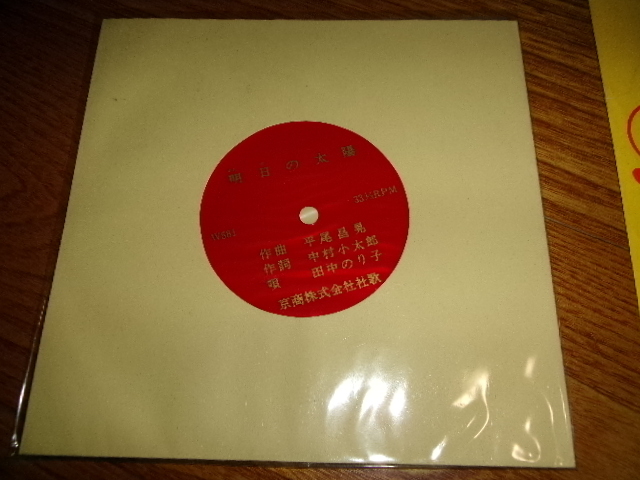 明日の太陽
33⅓RPM
作曲 平尾昌晃
作詞 中村小太郎
唄 田中のり子
京商株式会社社歌